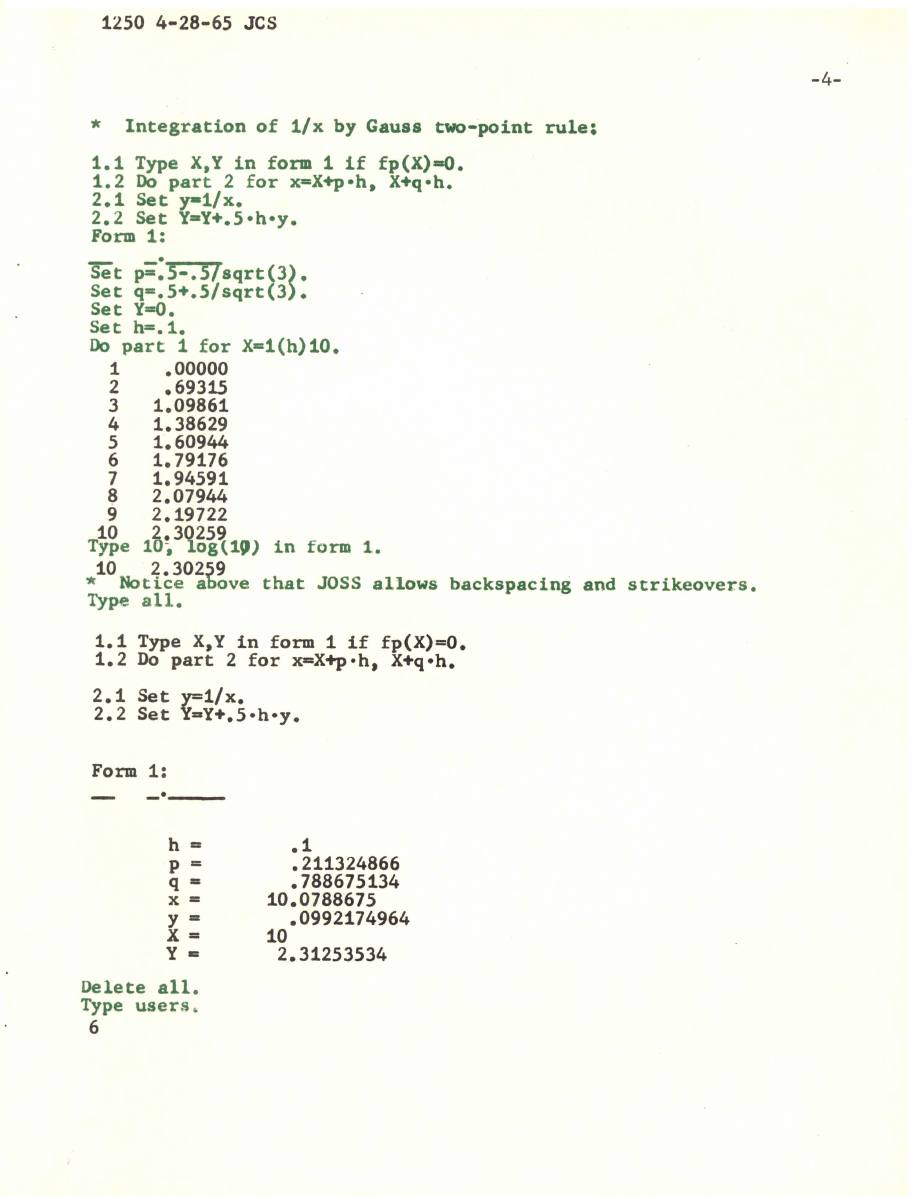 1250 4-28-65 JCS
-4-
* Integration of 1/x by Gauss two-point rule:
1.1 Type X,Y in form 1 if fp(X)=0.
1.2 Do part 2 for x=X+p·h, X+q·h.
2.1 Set y=1/x.
2.2 Set Y=Y+.5·h·y.
Form 1:
__ _._____
Set p=.5-.5/sqrt(3).
Set q=.5+.5/sqrt(3).
Set Y=0.
Set h=.1.
Do part 1 for X=1(h)10.
1 .00000
2 .69315
3 1.09861
4 1.38629
5 1.60944
6 1.79176
7 1.94591
8 2.07944
9 2.19722
10 2.30259
Type 10, log(10) in form 1.
10 2.30259
* Notice above that JOSS allows backspacing and strikeovers.
Type all.
1.1 Type X,Y in form 1 if fp(X)=0.
1.2 Do part 2 for x=X+p·h, X+q·h.
2.1 Set y=1/x.
2.2 Set Y=Y+.5·h·y.
Form 1:
__ _._____
h = .1
p = .211324866
q = .788675134
x = 10.0788675
y = .0992174964
X = 10
Y = 2.31253534
Delete all.
Type users.
6